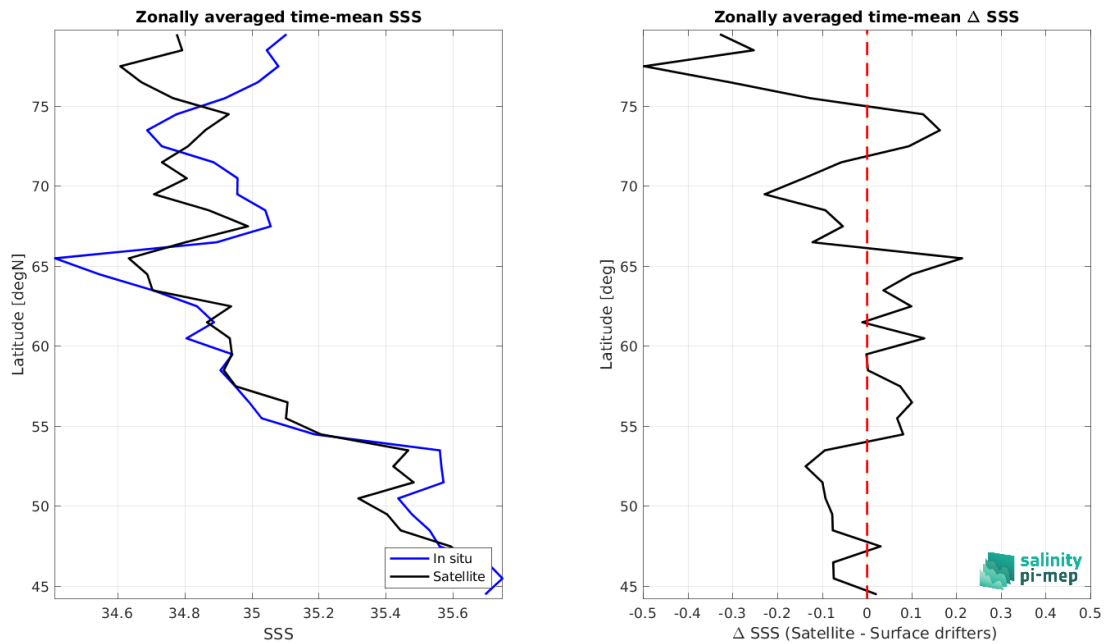 Zonally averaged time-mean SSS
Latitude [degN]
75
70
65
60
55
50
45
34.6 34.8 35 35.2 35.4 35.6
SSS
In situ
Satellite
Zonally averaged time-mean Δ SSS
Latitude [deg]
75
70
65
60
55
50
45
-0.5 -0.4 -0.3 -0.2 -0.1 0 0.1 0.2 0.3 0.4 0.5
Δ SSS (Satellite - Surface drifters)
salinity
pi-mep